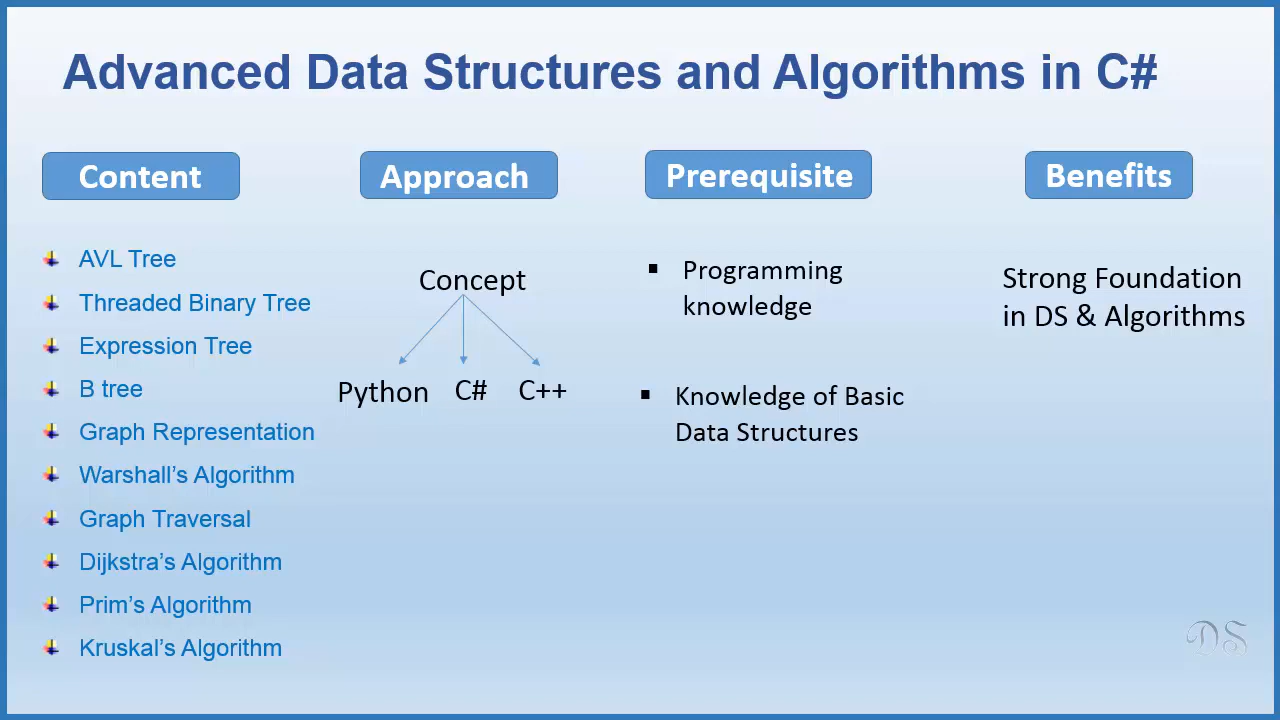 Advanced Data Structures and Algorithms in C#
Content
AVL Tree
Threaded Binary Tree
Expression Tree
B tree
Graph Representation
Warshall’s Algorithm
Graph Traversal
Dijkstra’s Algorithm
Prim’s Algorithm
Kruskal’s Algorithm
Approach
Concept
Python C# C++
Prerequisite
Programming
knowledge
Knowledge of Basic
Data Structures
Benefits
Strong Foundation
in DS & Algorithms
DS